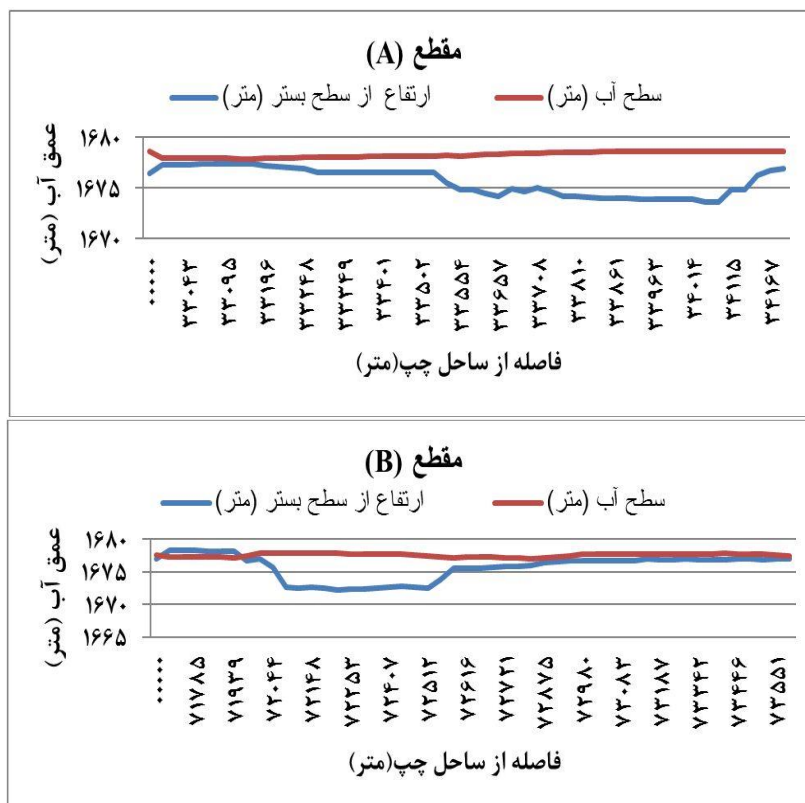 مقطع (A)
ارتفاع از سطح بستر (متر) سطح آب (متر)
عمق آب (متر)
۱۶۸۰
۱۶۷۵
۱۶۷۰
۰۰۰۰۰ ۳۳۰۴۳ ۳۳۰۹۵ ۳۳۱۹۶ ۳۳۲۴۸ ۳۳۳۴۹ ۳۳۴۰۱ ۳۳۵۰۲ ۳۳۵۵۴ ۳۳۶۵۷ ۳۳۷۰۸ ۳۳۸۱۰ ۳۳۸۶۱ ۳۳۹۶۳ ۳۴۰۱۴ ۳۴۱۱۵ ۳۴۱۶۷
فاصله از ساحل چپ(متر)
مقطع (B)
ارتفاع از سطح بستر (متر) سطح آب (متر)
عمق آب (متر)
۱۶۸۰
۱۶۷۵
۱۶۷۰
۱۶۶۵
۰۰۰۰۰ ۷۱۷۸۵ ۷۱۹۳۹ ۷۲۰۴۴ ۷۲۱۴۸ ۷۲۲۵۳ ۷۲۴۰۷ ۷۲۵۱۲ ۷۲۶۱۶ ۷۲۷۲۱ ۷۲۸۷۵ ۷۲۹۸۰ ۷۳۰۸۳ ۷۳۱۸۷ ۷۳۳۴۲ ۷۳۴۴۶ ۷۳۵۵۱
فاصله از ساحل چپ(متر)